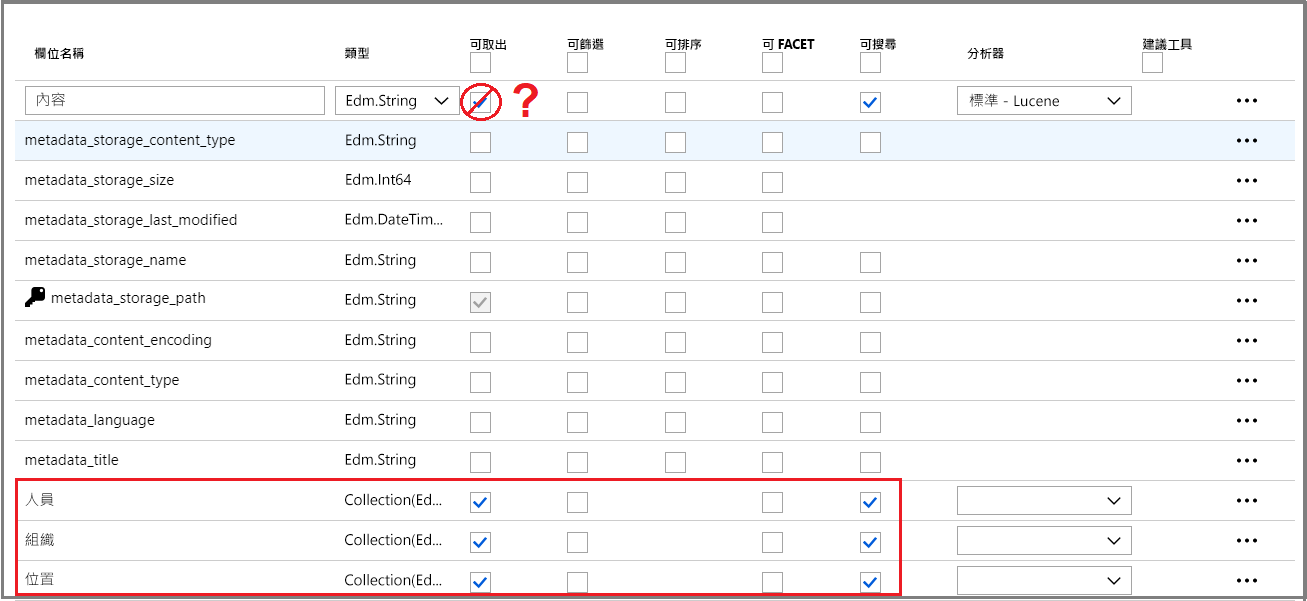 欄位名稱 類型 可取出 可篩選 可排序 可 FACET 可搜尋 分析器 建議工具
內容 Edm.String ? 標準 - Lucene
metadata_storage_content_type Edm.String
metadata_storage_size Edm.Int64
metadata_storage_last_modified Edm.DateTim...
metadata_storage_name Edm.String
metadata_storage_path Edm.String
metadata_content_encoding Edm.String
metadata_content_type Edm.String
metadata_language Edm.String
metadata_title Edm.String
人員 Collection(Ed...
組織 Collection(Ed...
位置 Collection(Ed...